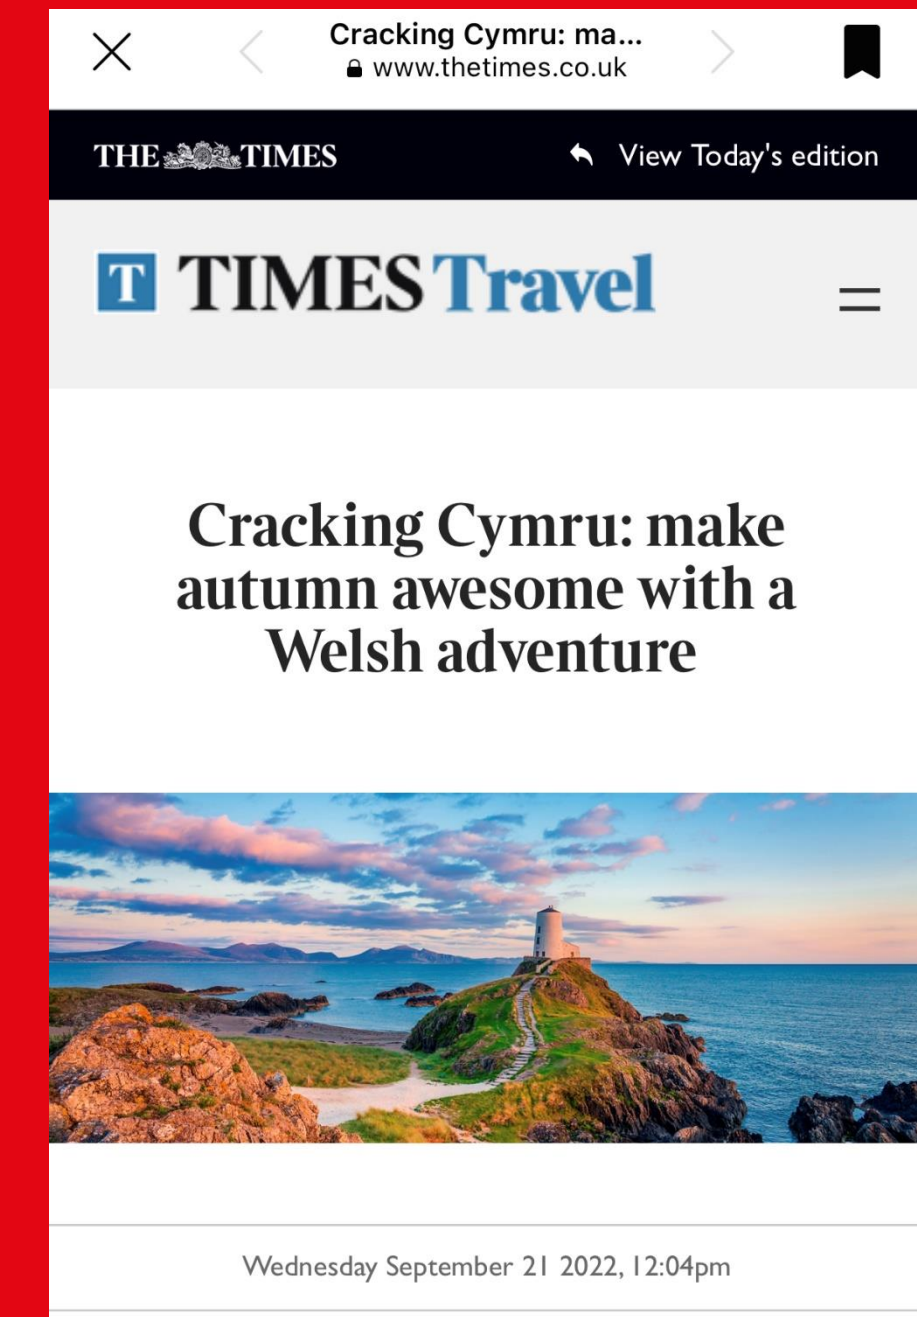 Cracking Cymru: ma...
www.thetimes.co.uk
THE TIMES
View Today's edition
T TIMES Travel
Cracking Cymru: make
autumn awesome with a
Welsh adventure
Wednesday September 21 2022, 12:04pm